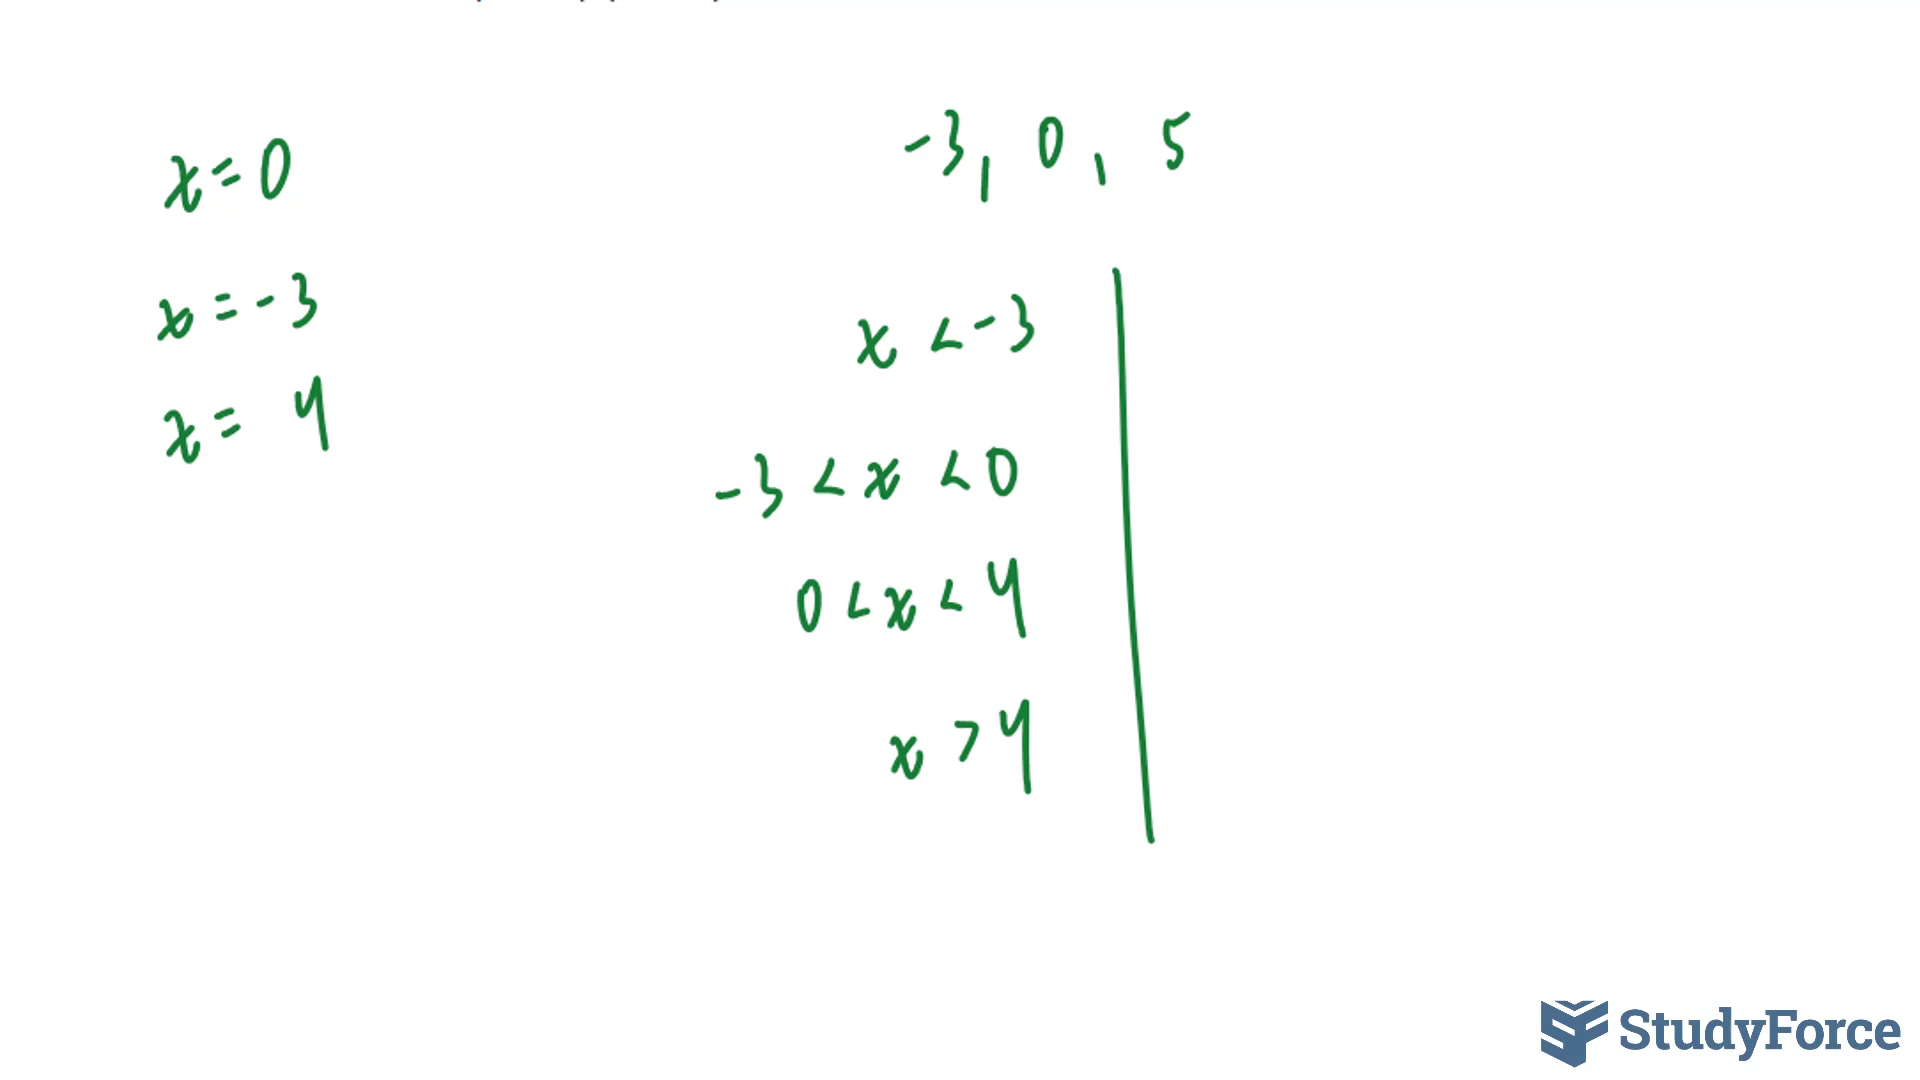 x = 0
x = -3
x = 4
-3, 0, 5
x < -3
-3 < x < 0
0 < x < 4
x > 4
StudyForce